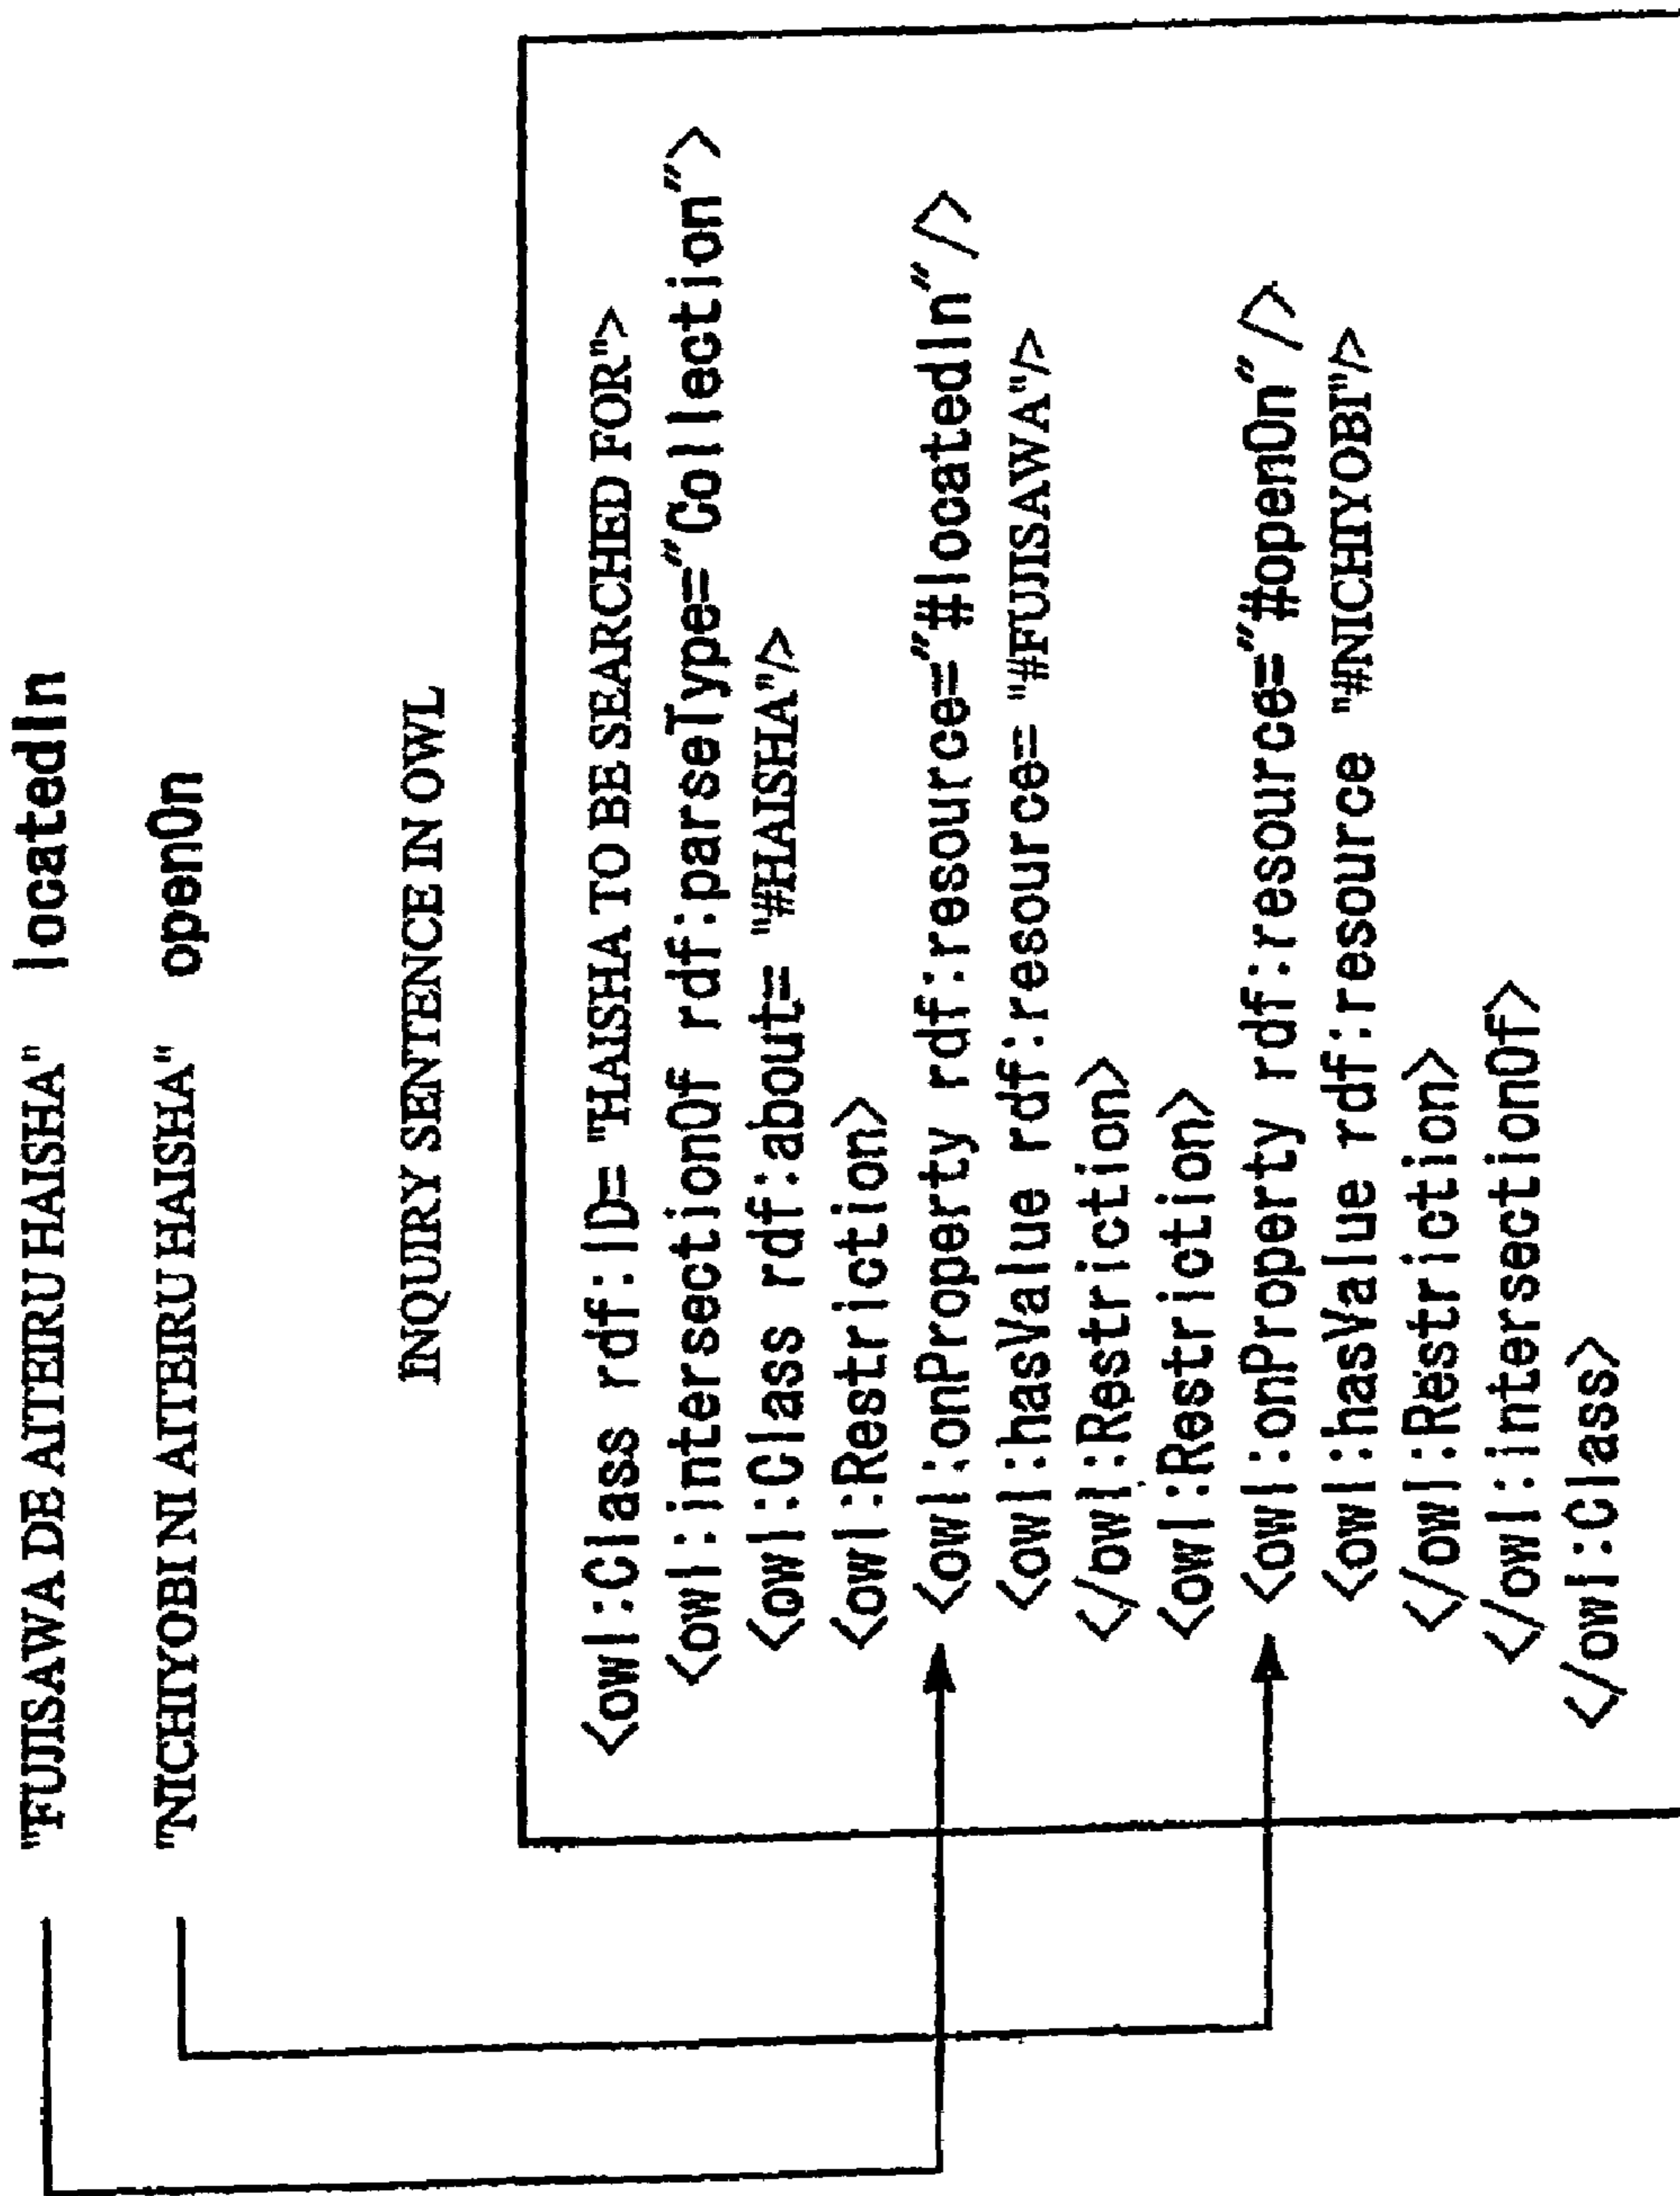 "FUJISAWA DE AITEIRU HAISHA" locatedIn
"NICHIYOBI NI AITEIRU HAISHA" openOn
INQUIRY SENTENCE IN OWL
<owl:Class rdf:ID= "HAISHA TO BE SEARCHED FOR">
<owl:intersectionOf rdf:parseType="Collection">
<owl:Class rdf:about= "#HAISHA"/>
<owl:Restriction>
<owl:onProperty rdf:resource="#locatedIn"/>
<owl:hasValue rdf:resource= "#FUJISAWA"/>
</owl:Restriction>
<owl:Restriction>
<owl:onProperty rdf:resource="#openOn"/>
<owl:hasValue rdf:resource "#NICHIYOBI"/>
</owl:Restriction>
</owl:intersectionOf>
</owl:Class>